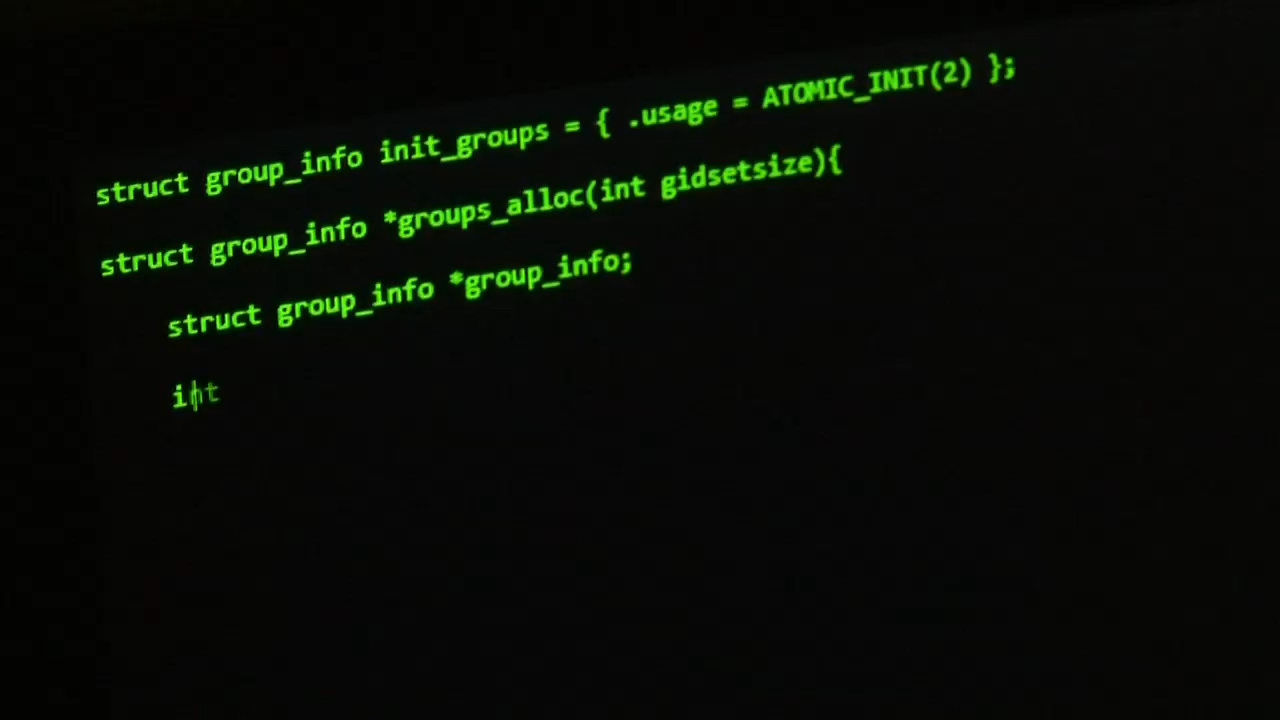 struct group_info init_groups = { .usage = ATOMIC_INIT(2) };
struct group_info *groups_alloc(int gidsetsize){
struct group_info *group_info;
int